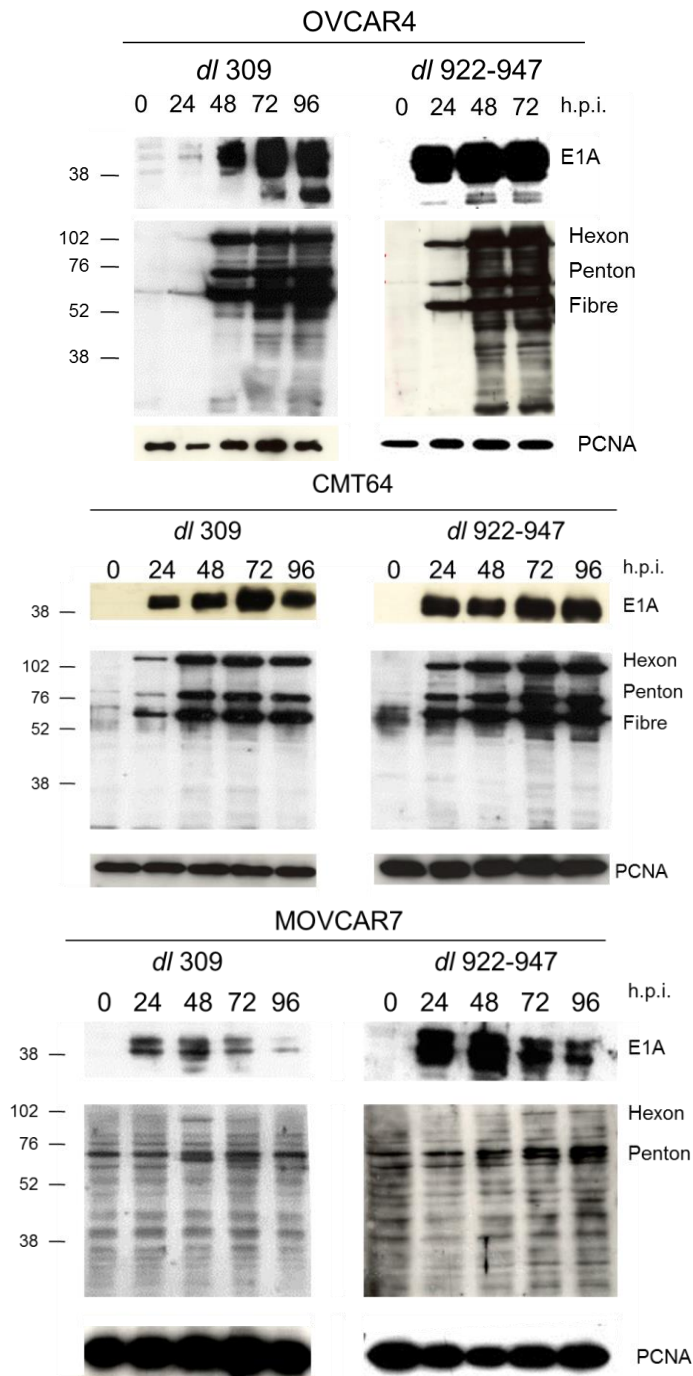 OVCAR4
dl 309 dl 922-947
0 24 48 72 96 0 24 48 72 h.p.i.
E1A
38 —
102 — Hexon
76 — Penton
52 — Fibre
38 —
PCNA
CMT64
dl 309 dl 922-947
0 24 48 72 96 0 24 48 72 96 h.p.i.
38 — E1A
102 — Hexon
76 — Penton
52 — Fibre
38 —
PCNA
MOVCAR7
dl 309 dl 922-947
0 24 48 72 96 0 24 48 72 96 h.p.i.
38 — E1A
102 — Hexon
76 — Penton
52 —
38 —
PCNA